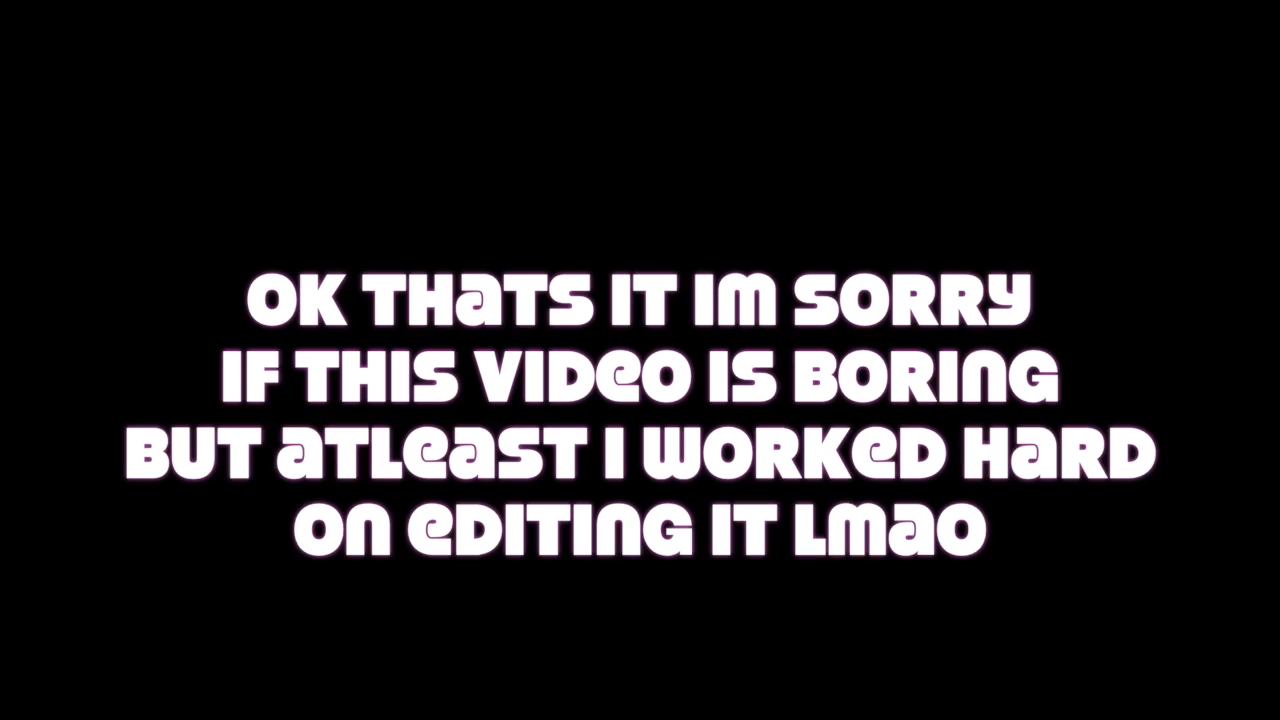 OK THaTS IT IM SORRY
IF THIS VIDeO IS BORING
BUT aTLeaST I WORKeD HaRD
ON eDITING IT LMaO